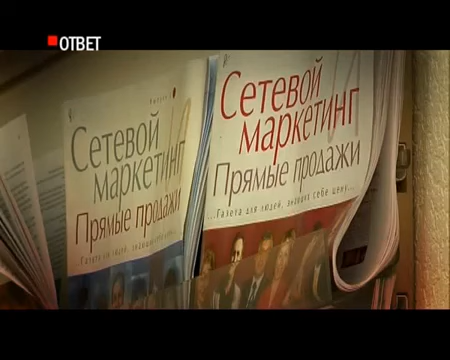 ОТВЕТ
Сетевой
маркетинг
Прямые продажи
Сетевой
маркетинг
Прямые продажи
...Газета для людей, знающих себе цену...